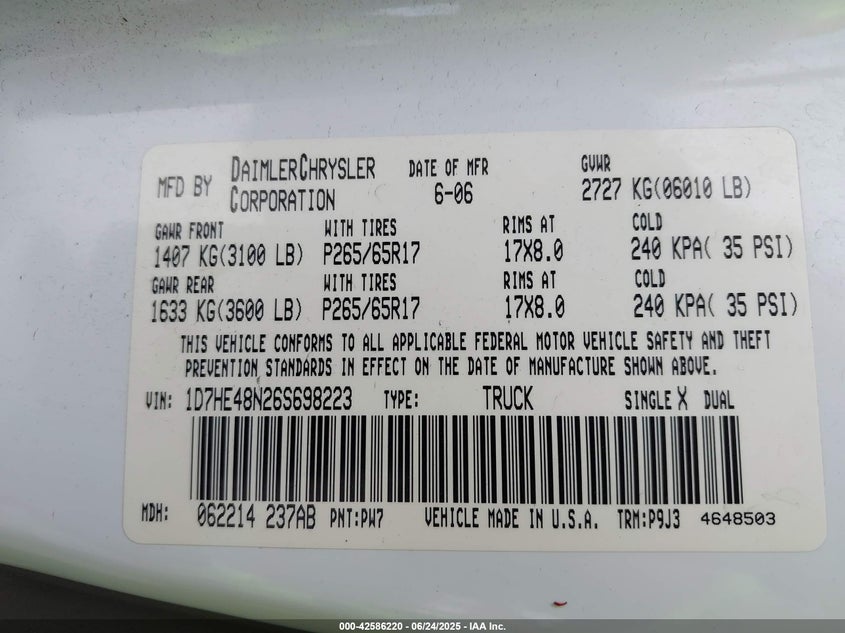 MFD BY DAIMLERCHRYSLER CORPORATION DATE OF MFR 6-06 GVWR 2727 KG(06010 LB)
GAWR FRONT WITH TIRES RIMS AT COLD
1407 KG(3100 LB) P265/65R17 17X8.0 240 KPA( 35 PSI)
GAWR REAR WITH TIRES RIMS AT COLD
1633 KG(3600 LB) P265/65R17 17X8.0 240 KPA( 35 PSI)
THIS VEHICLE CONFORMS TO ALL APPLICABLE FEDERAL MOTOR VEHICLE SAFETY AND THEFT
PREVENTION STANDARDS IN EFFECT ON THE DATE OF MANUFACTURE SHOWN ABOVE.
VIN: 1D7HE48N26S698223 TYPE: TRUCK SINGLE X DUAL
MDH: 062214 237AB PNT:PW7 VEHICLE MADE IN U.S.A. TRM:P9J3 4648503
000-42586220 - 06/24/2025 - IAA Inc.